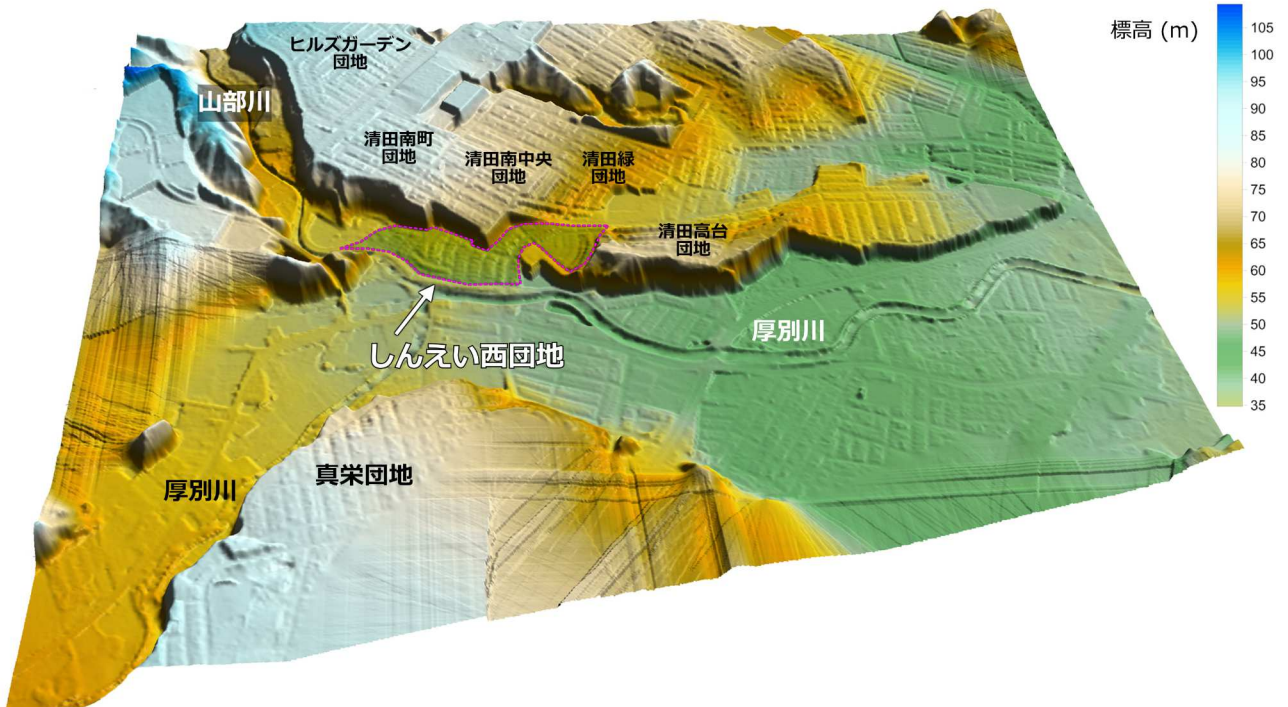 標高 (m)
105
100
95
90
85
80
75
70
65
60
55
50
45
40
35
ヒルズガーデン
団地
山部川
清田南町
団地
清田南中央
団地
清田緑
団地
清田高台
団地
厚別川
しんえい西団地
真栄団地
厚別川